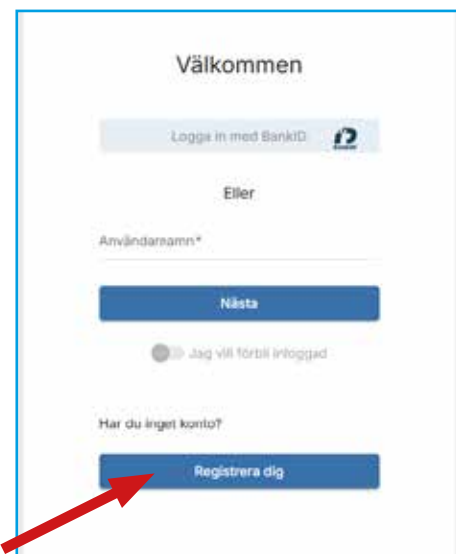 Välkommen
Logga in med BankID
Eller
Användarnamn*
Nästa
Jag vill förbli inloggad
Har du inget konto?
Registrera dig